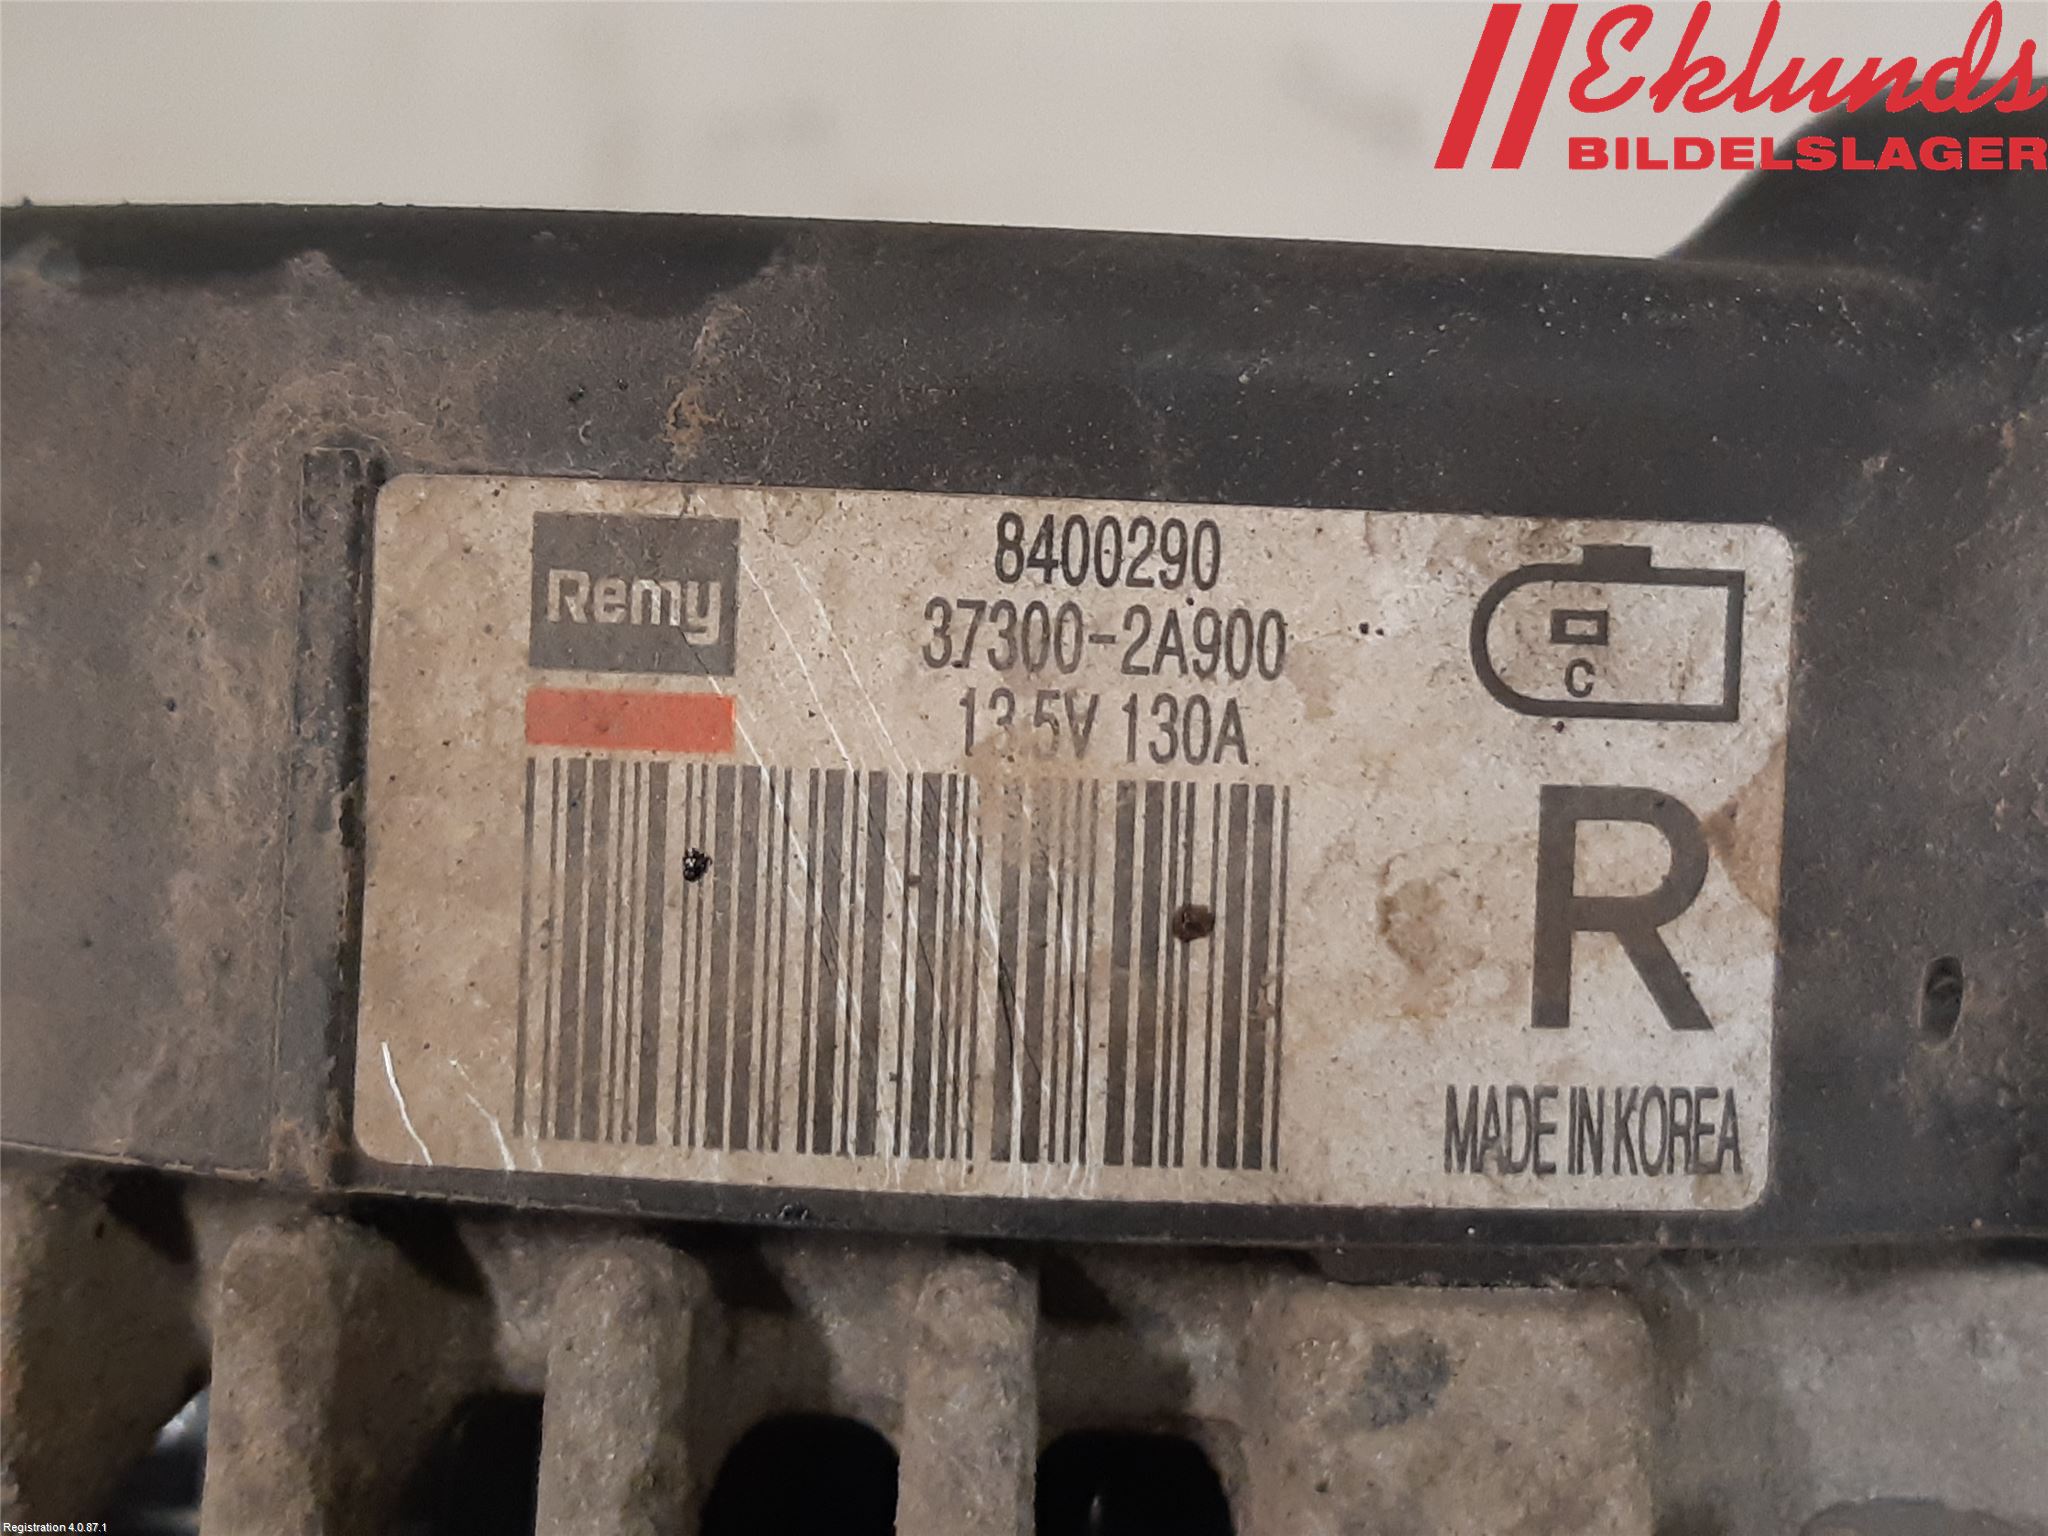 Eklunds
BILDELSLAGER
Remy
8400290
37300-2A900
13.5V 130A
C
R
MADE IN KOREA
Registration 4.0.87.1